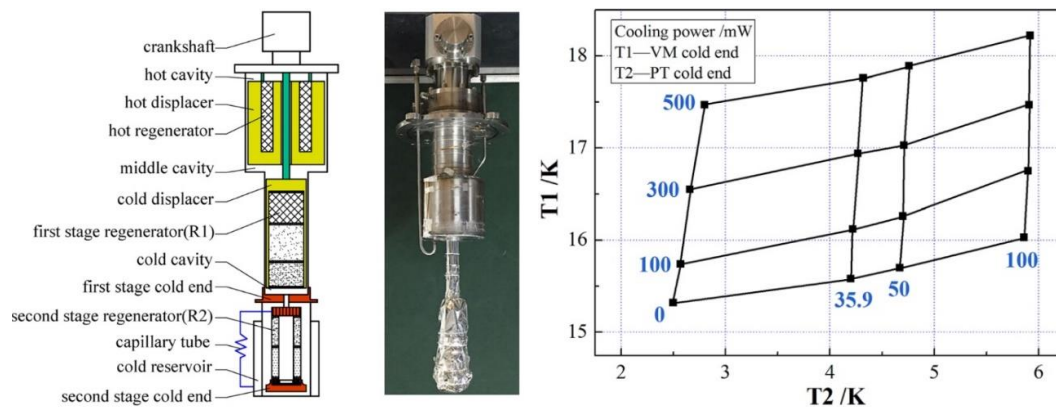 crankshaft
hot cavity
hot displacer
hot regenerator
middle cavity
cold displacer
first stage regenerator(R1)
cold cavity
first stage cold end
second stage regenerator(R2)
capillary tube
cold reservoir
second stage cold end
Cooling power /mW
T1—VM cold end
T2—PT cold end
18
17
16
15
T1 /K
500
300
100
0
35.9
50
100
2
3
4
5
6
T2 /K